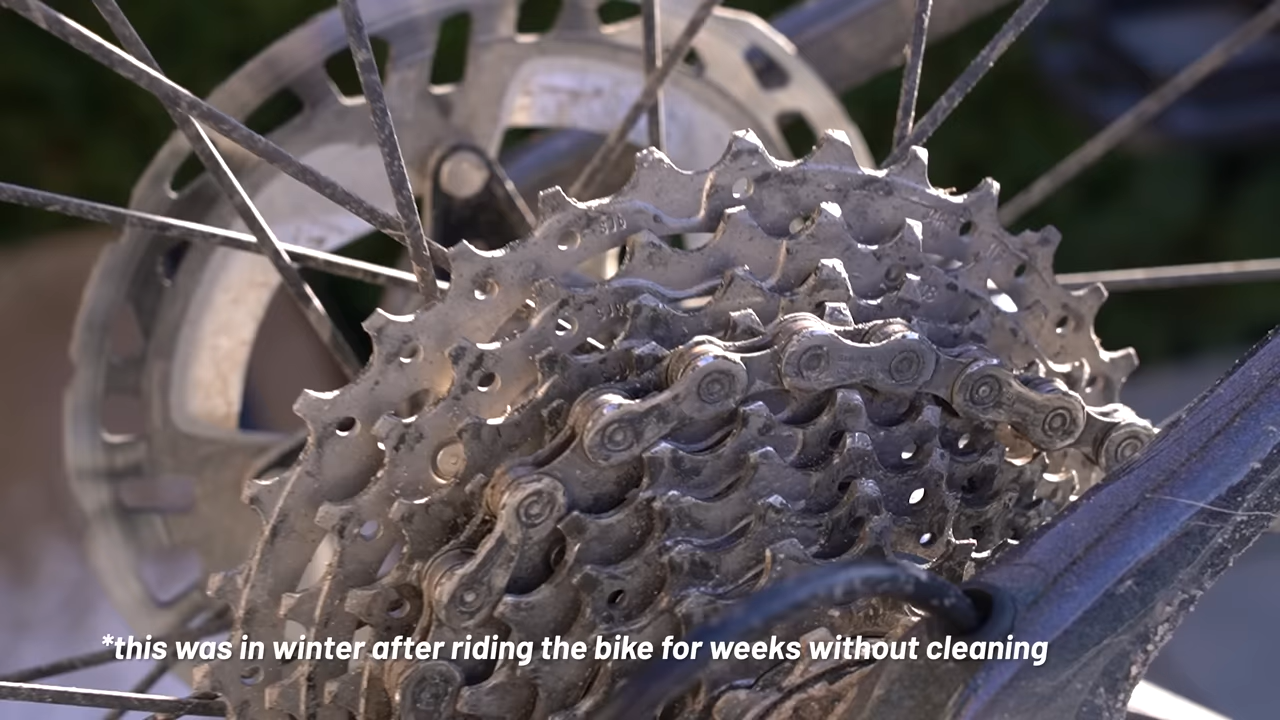 *this was in winter after riding the bike for weeks without cleaning